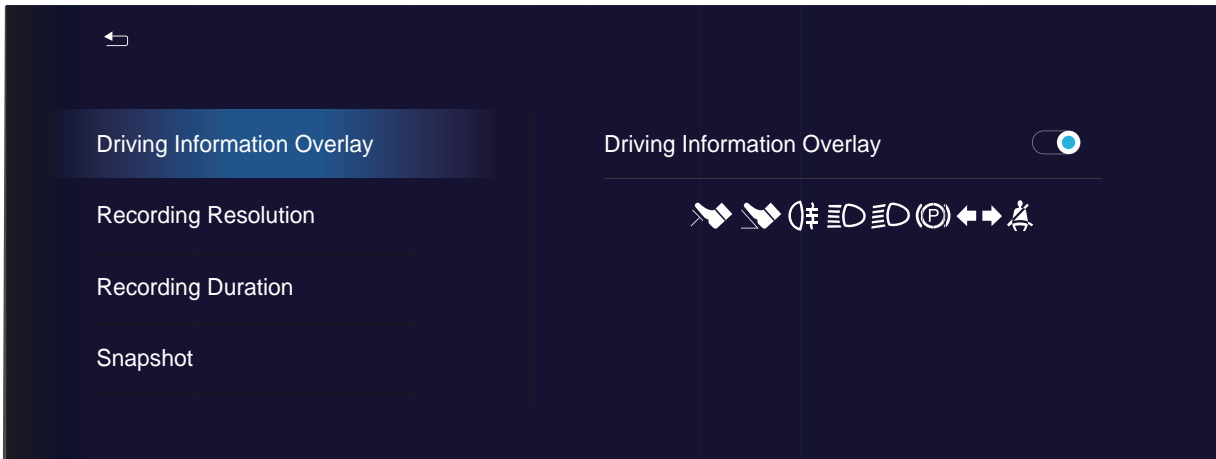 Driving Information Overlay
Recording Resolution
Recording Duration
Snapshot
Driving Information Overlay
P